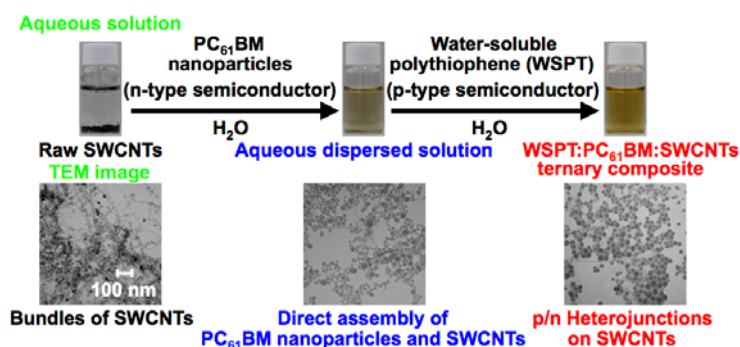 Aqueous solution
PC61BM
nanoparticles
(n-type semiconductor)
H2O
Water-soluble
polythiophene (WSPT)
(p-type semiconductor)
H2O
Raw SWCNTs
Aqueous dispersed solution
WSPT:PC61BM:SWCNTs
ternary composite
TEM image
100 nm
Bundles of SWCNTs
Direct assembly of
PC61BM nanoparticles and SWCNTs
p/n Heterojunctions
on SWCNTs